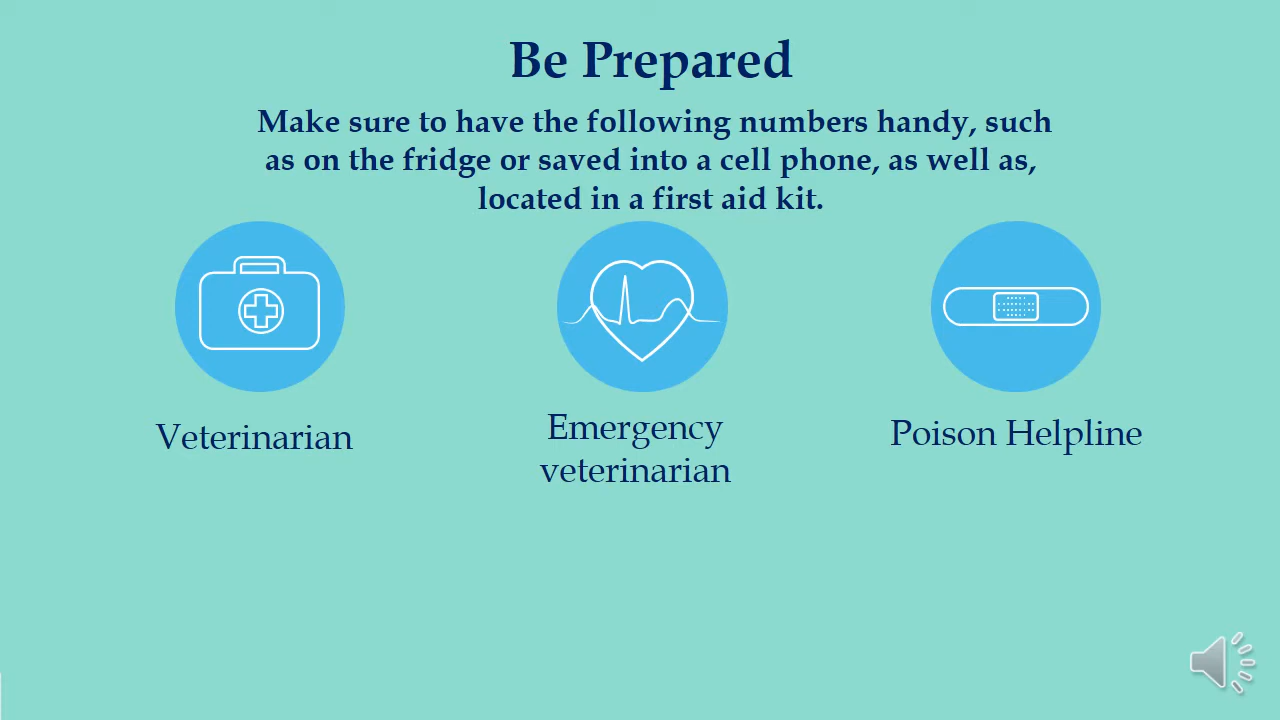 Be Prepared
Make sure to have the following numbers handy, such
as on the fridge or saved into a cell phone, as well as,
located in a first aid kit.
Veterinarian
Emergency
veterinarian
Poison Helpline